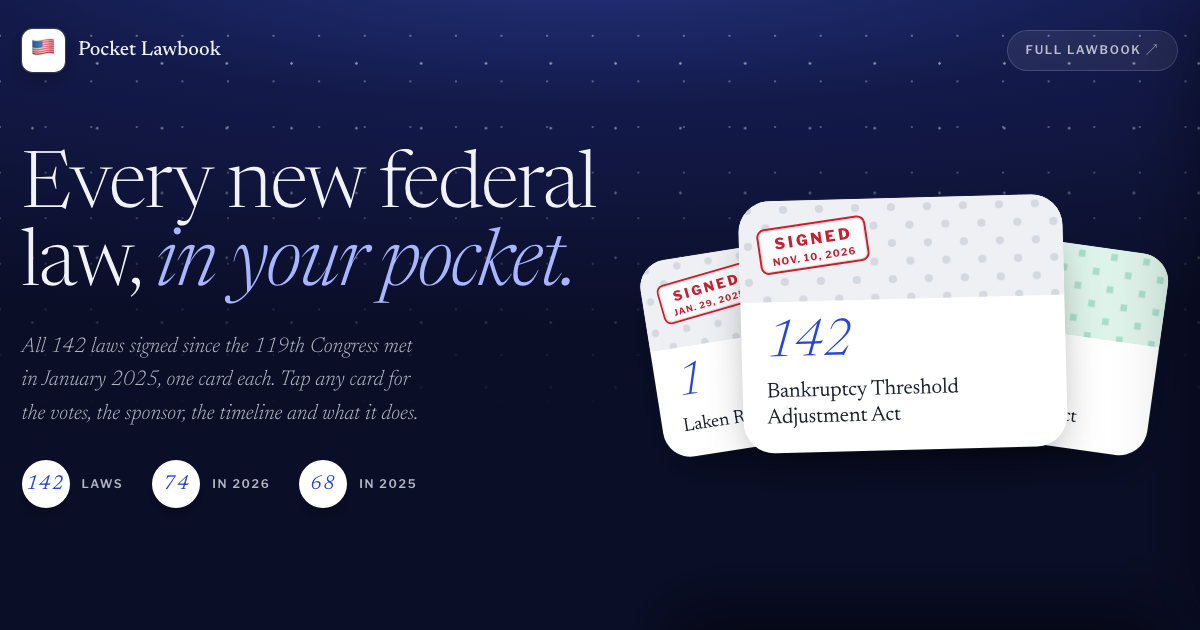 Pocket Lawbook
FULL LAWBOOK ↗
Every new federal
law, in your pocket.
All 142 laws signed since the 119th Congress met
in January 2025, one card each. Tap any card for
the votes, the sponsor, the timeline and what it does.
142 LAWS 74 IN 2026 68 IN 2025
SIGNED
JAN. 29, 202
1
Laken R
SIGNED
NOV. 10, 2026
142
Bankruptcy Threshold
Adjustment Act
ct